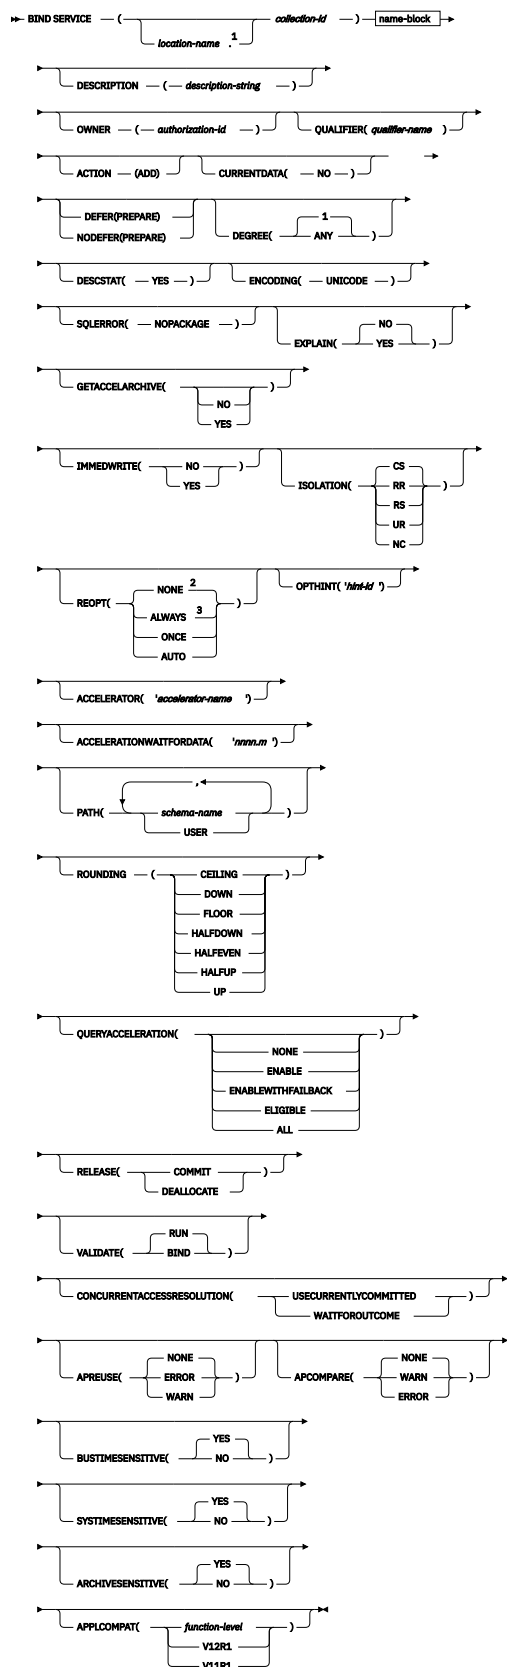 BIND SERVICE ( collection-id ) name-block
location-name . 1
DESCRIPTION ( description-string )
OWNER ( authorization-id ) QUALIFIER( qualifier-name )
ACTION (ADD) CURRENTDATA( NO )
DEFER(PREPARE)
NODEFER(PREPARE)
DEGREE( 1
ANY )
DESCSTAT( YES ) ENCODING( UNICODE )
SQLERROR( NOPACKAGE )
EXPLAIN( NO
YES )
GETACCELARCHIVE( )
NO
YES
IMMEDWRITE( NO )
YES
ISOLATION( CS
RR )
RS
UR
NC
REOPT( NONE 2 )
ALWAYS 3
ONCE
AUTO
OPTHINT( 'hint-id ')
ACCELERATOR( 'accelerator-name ')
ACCELERATIONWAITFORDATA( 'nnnn.m ')
,
PATH( schema-name )
USER
ROUNDING ( CEILING )
DOWN
FLOOR
HALFDOWN
HALFEVEN
HALFUP
UP
QUERYACCELERATION( )
NONE
ENABLE
ENABLEWITHFAILBACK
ELIGIBLE
ALL
RELEASE( COMMIT )
DEALLOCATE
RUN
VALIDATE( BIND )
CONCURRENTACCESSRESOLUTION( USECURRENTLYCOMMITTED )
WAITFOROUTCOME
NONE
APREUSE( ERROR )
WARN
NONE
APCOMPARE( WARN )
ERROR
YES
BUSTIMESENSITIVE( NO )
YES
SYSTIMESENSITIVE( NO )
YES
ARCHIVESENSITIVE( NO )
APPLCOMPAT( function-level )
V12R1
V11R1